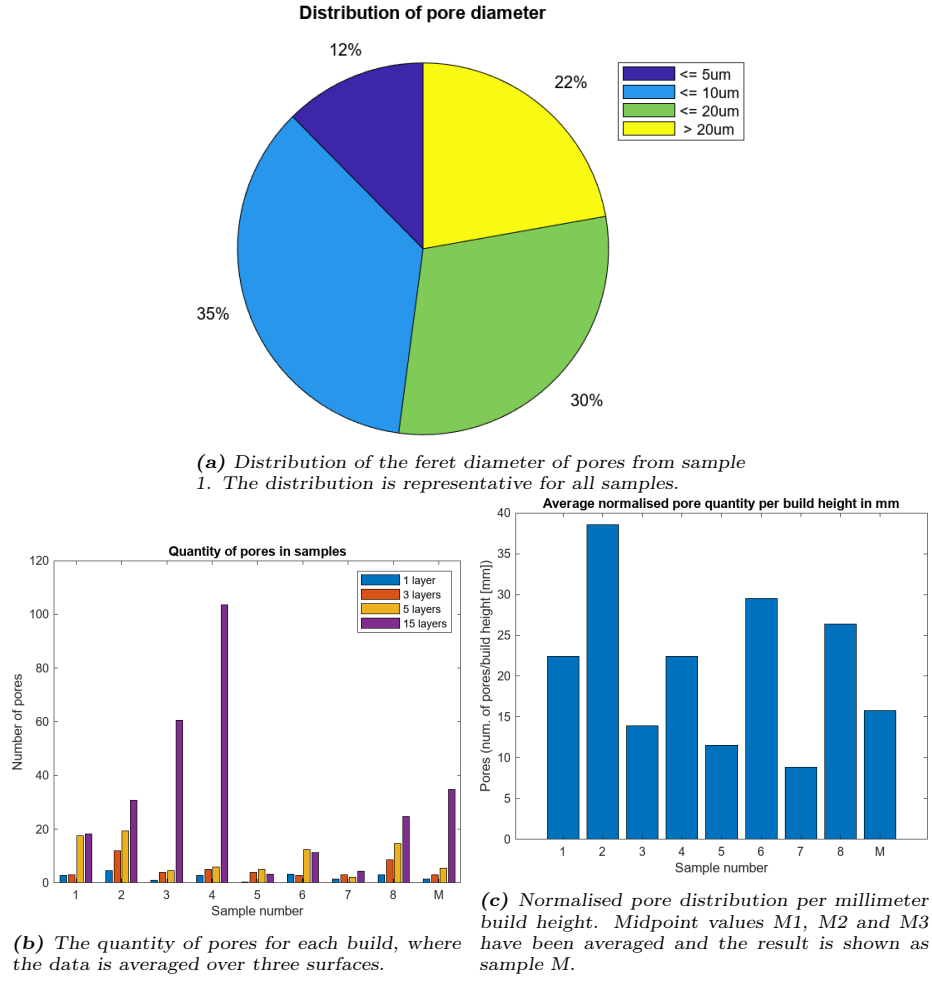 Distribution of pore diameter
12%
22%
35%
30%
<= 5um
<= 10um
<= 20um
> 20um
(a) Distribution of the feret diameter of pores from sample
1. The distribution is representative for all samples.
Quantity of pores in samples
Number of pores
120
100
80
60
40
20
0
1 layer
3 layers
5 layers
15 layers
1 2 3 4 5 6 7 8 M
Sample number
(b) The quantity of pores for each build, where
the data is averaged over three surfaces.
Average normalised pore quantity per build height in mm
Pores (num. of pores/build height [mm])
40
35
30
25
20
15
10
5
0
1 2 3 4 5 6 7 8 M
Sample number
(c) Normalised pore distribution per millimeter
build height. Midpoint values M1, M2 and M3
have been averaged and the result is shown as
sample M.